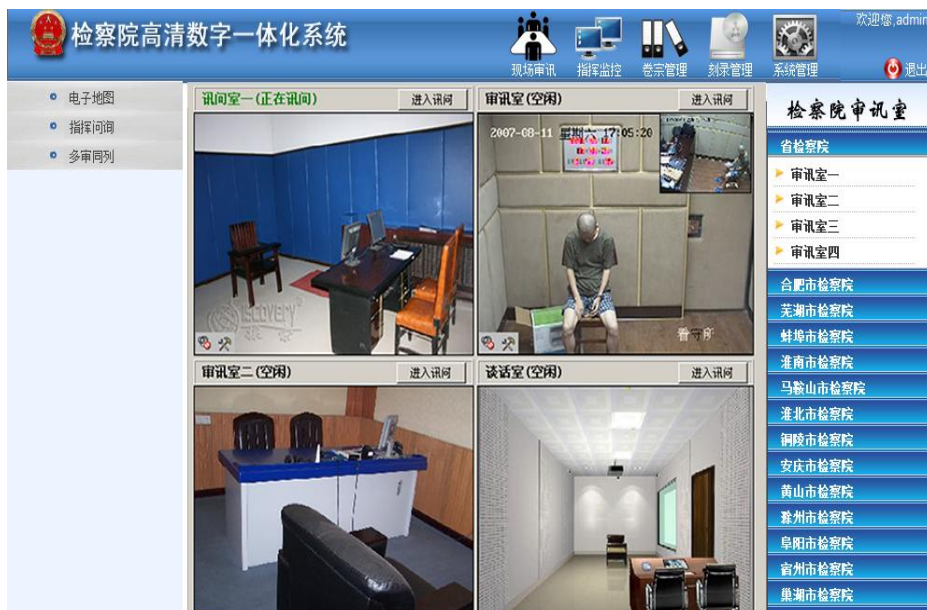 检察院高清数字一体化系统
现场审讯 指挥监控 卷宗管理 刻录管理 系统管理
欢迎您,admin
退出
电子地图
指挥问询
多审同列
讯问室一(正在讯问) 进入讯问
审讯室(空闲) 进入讯问
2007-08-11 星期六 17:05:20
看守所
审讯室二(空闲) 进入讯问
谈话室(空闲) 进入讯问
检察院审讯室
省检察院
审讯室一
审讯室二
审讯室三
审讯室四
合肥市检察院
芜湖市检察院
蚌埠市检察院
淮南市检察院
马鞍山市检察院
淮北市检察院
铜陵市检察院
安庆市检察院
黄山市检察院
滁州市检察院
阜阳市检察院
宿州市检察院
巢湖市检察院